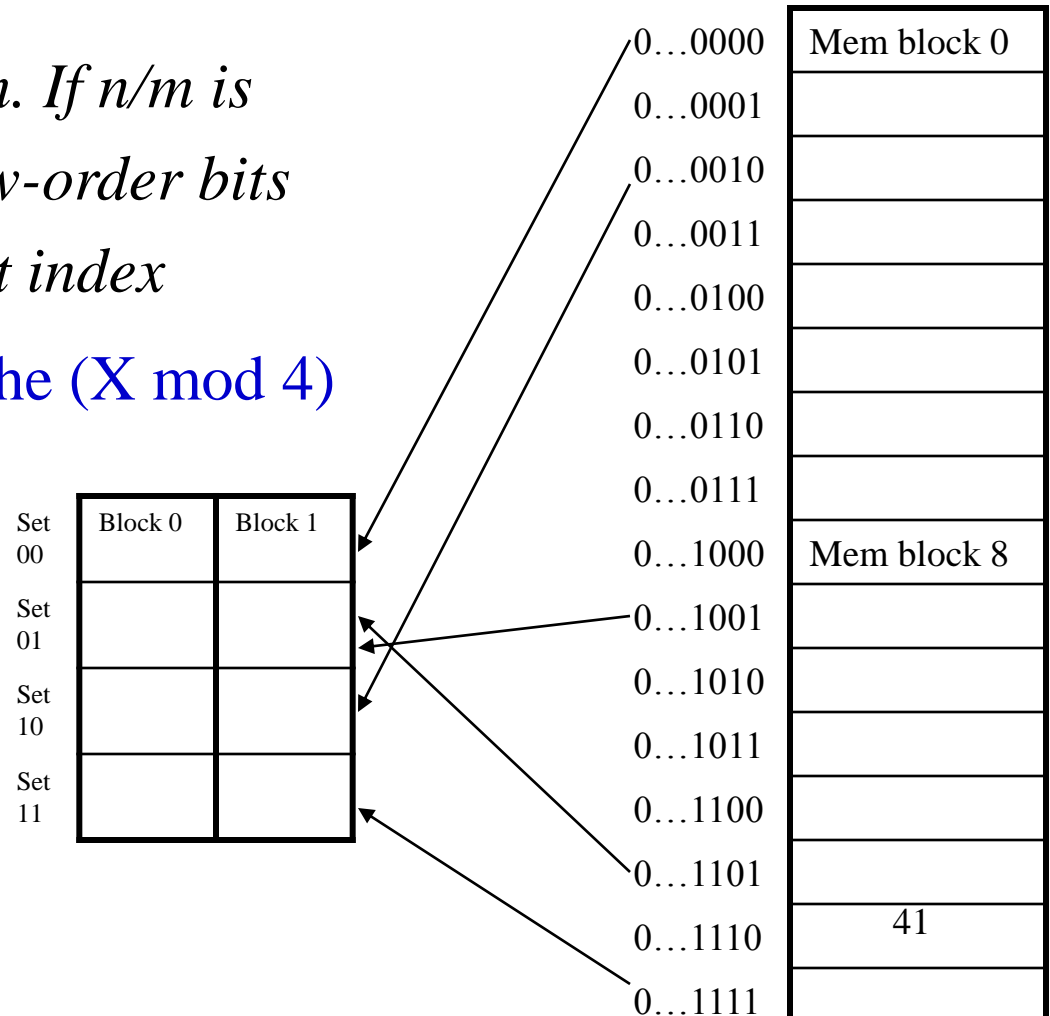 n. If n/m is
w-order bits
t index
he (X mod 4)
Set
00
Block 0 Block 1
Set
01
Set
10
Set
11
0…0000 Mem block 0
0…0001
0…0010
0…0011
0…0100
0…0101
0…0110
0…0111
0…1000 Mem block 8
0…1001
0…1010
0…1011
0…1100
0…1101
0…1110 41
0…1111